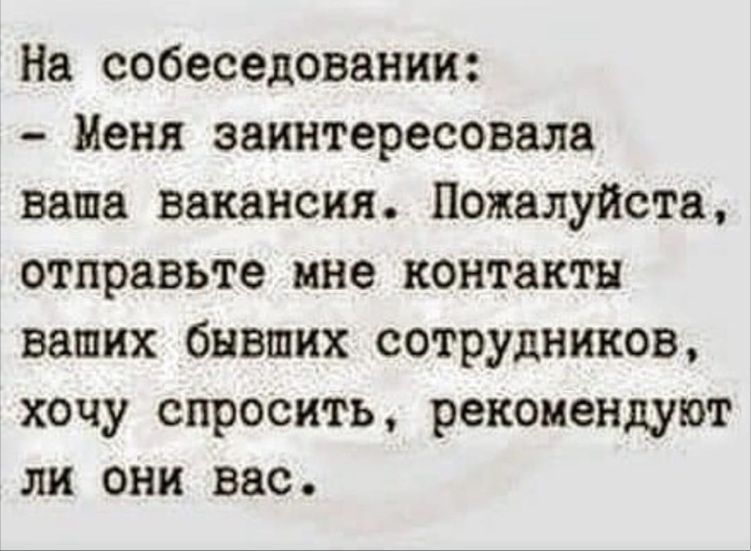 На собеседовании:
- Меня заинтересовала
ваша вакансия. Пожалуйста,
отправьте мне контакты
ваших бывших сотрудников,
хочу спросить, рекомендуют
ли они вас.